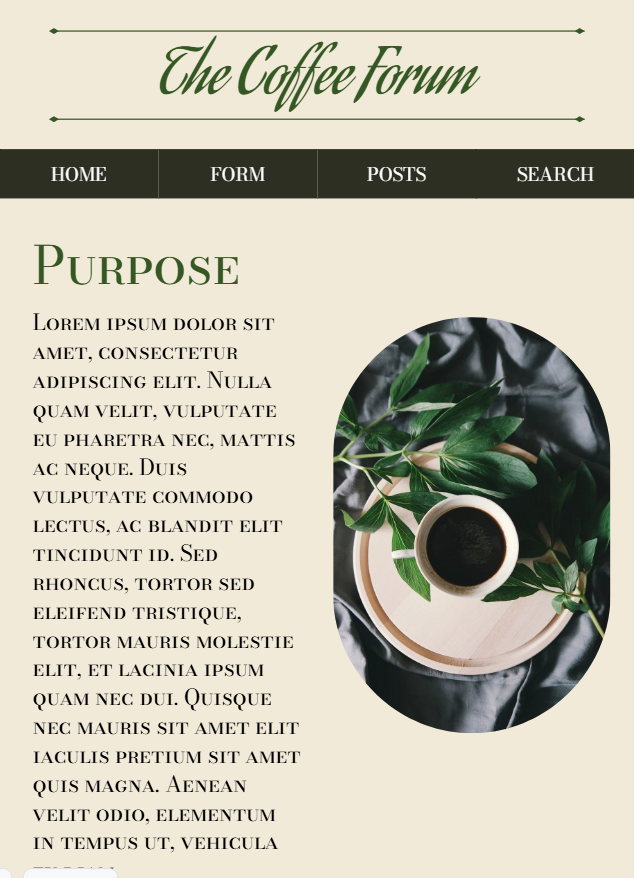 The Coffee Forum
HOME FORM POSTS SEARCH
Purpose
Lorem ipsum dolor sit
amet, consectetur
adipiscing elit. Nulla
quam velit, vulputate
eu pharetra nec, mattis
ac neque. Duis
vulputate commodo
lectus, ac blandit elit
tincidunt id. Sed
rhoncus, tortor sed
eleifend tristique,
tortor mauris molestie
elit, et lacinia ipsum
quam nec dui. Quisque
nec mauris sit amet elit
iaculis pretium sit amet
quis magna. Aenean
velit odio, elementum
in tempus ut, vehicula